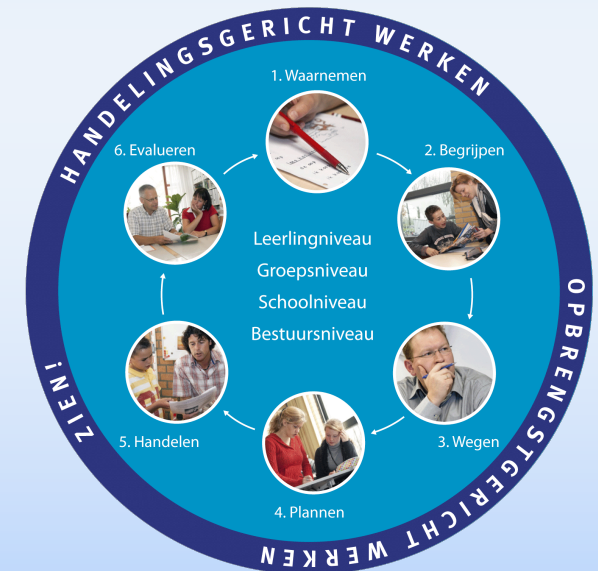 HANDELINGSGERICHT WERKEN
OPBRENGSTGERICHT WERKEN
ZIEN!
1. Waarnemen
2. Begrijpen
3. Wegen
4. Plannen
5. Handelen
6. Evalueren
Leerlingniveau
Groepsniveau
Schoolniveau
Bestuursniveau